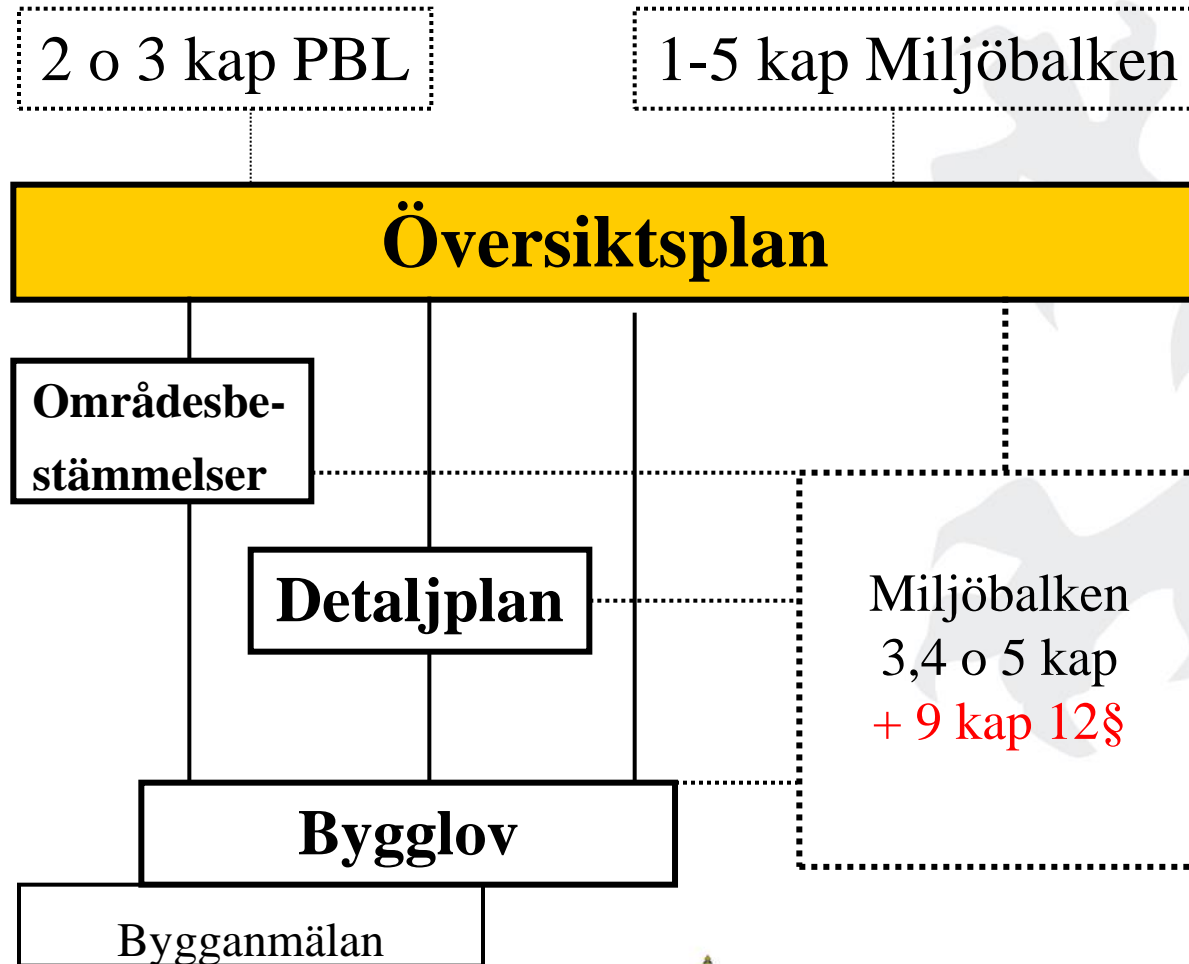 2 o 3 kap PBL
1-5 kap Miljöbalken
Översiktsplan
Områdesbe-
stämmelser
Detaljplan
Miljöbalken
3,4 o 5 kap
+ 9 kap 12§
Bygglov
Bygganmälan